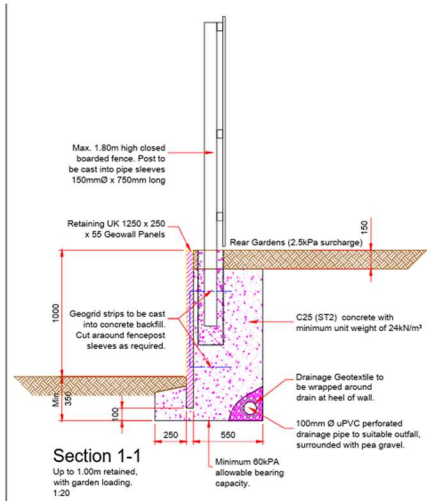 Max. 1.80m high closed
boarded fence. Post to
be cast into pipe sleeves
150mmØ x 750mm long
Retaining UK 1250 x 250
x 55 Geowall Panels
Rear Gardens (2.5kPa surcharge)
150
1000
Geogrid strips to be cast
into concrete backfill.
Cut araound fencepost
sleeves as required.
C25 (ST2) concrete with
minimum unit weight of 24kN/m³
Drainage Geotextile to
be wrapped around
drain at heel of wall.
Min.
350
100
100mm Ø uPVC perforated
drainage pipe to suitable outfall,
surrounded with pea gravel.
250
550
Section 1-1
Up to 1.00m retained,
with garden loading.
1:20
Minimum 60kPA
allowable bearing
capacity.